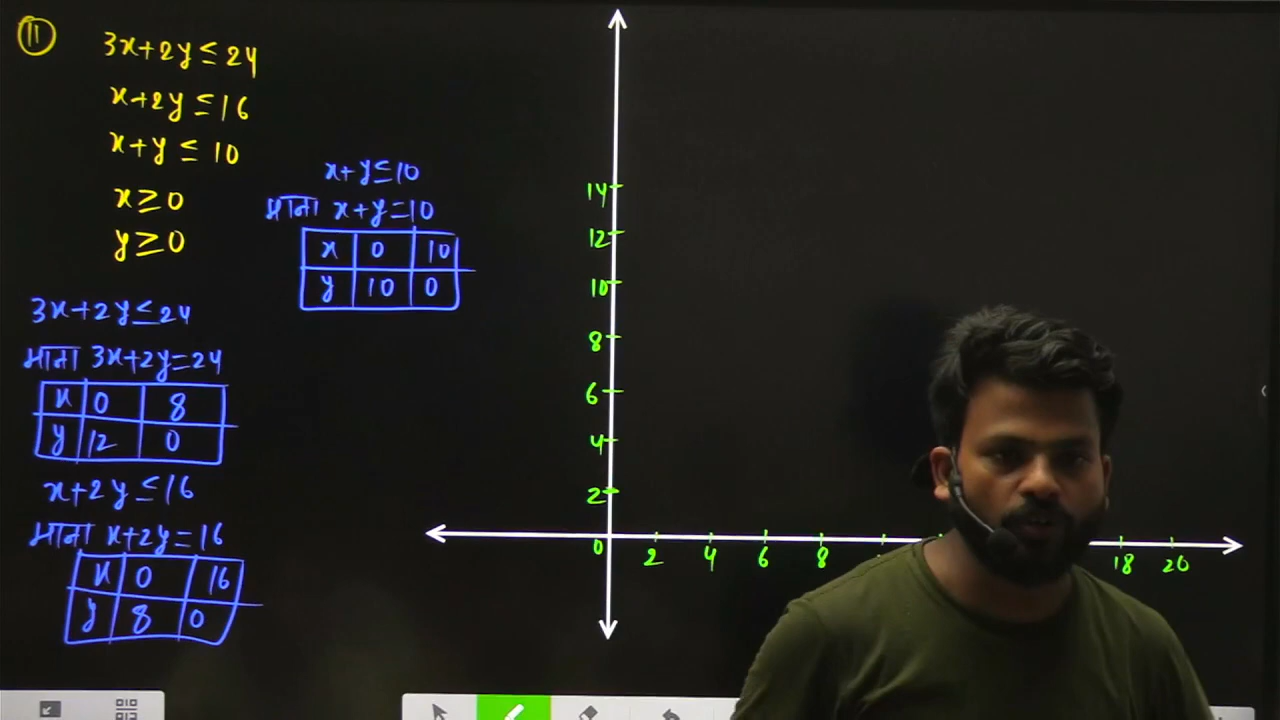 11
3x+2y≤24
x+2y≤16
x+y ≤ 10
x≥0
y≥0
x+y≤10
माना x+y=10
x 0 10
y 10 0
3x+2y≤24
माना 3x+2y=24
x 0 8
y 12 0
x+2y≤16
माना x+2y=16
x 0 16
y 8 0
14
12
10
8
6
4
2
0 2 4 6 8 18 20